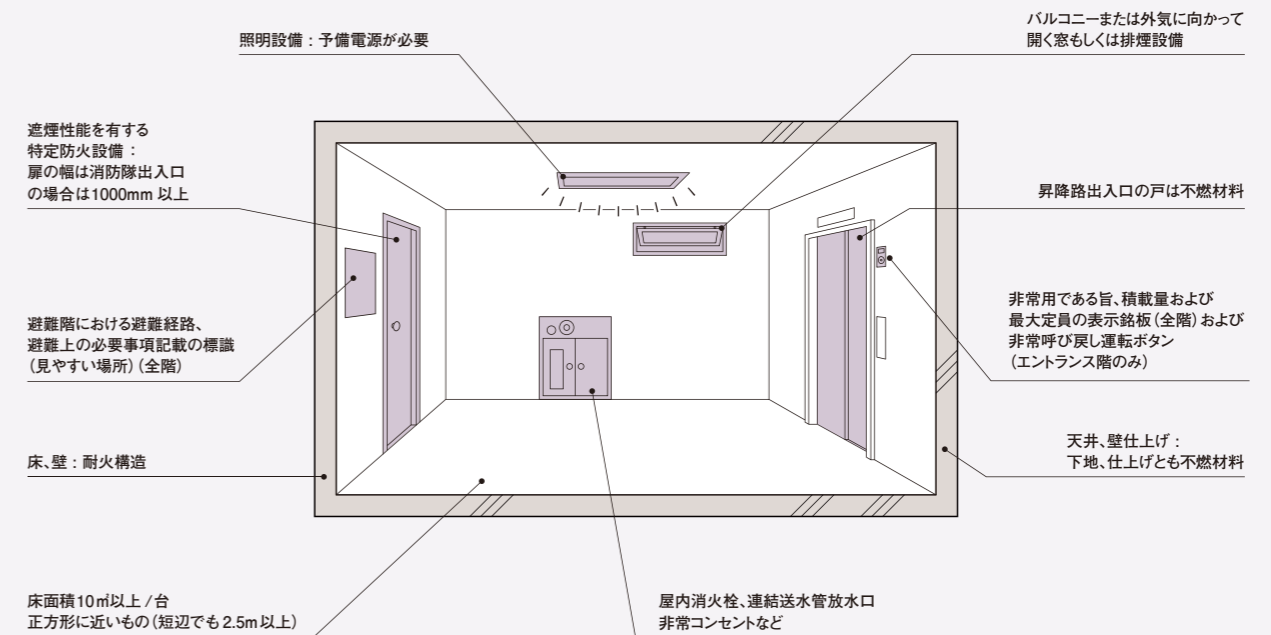 照明設備：予備電源が必要
バルコニーまたは外気に向かって
開く窓もしくは排煙設備
遮煙性能を有する
特定防火設備：
扉の幅は消防隊出入口
の場合は1000mm 以上
昇降路出入口の戸は不燃材料
避難階における避難経路、
避難上の必要事項記載の標識
（見やすい場所）（全階）
非常用である旨、積載量および
最大定員の表示銘板（全階）および
非常呼び戻し運転ボタン
（エントランス階のみ）
床、壁：耐火構造
天井、壁仕上げ：
下地、仕上げとも不燃材料
床面積10㎡以上 / 台
正方形に近いもの（短辺でも2.5m以上）
屋内消火栓、連結送水管放水口
非常コンセントなど